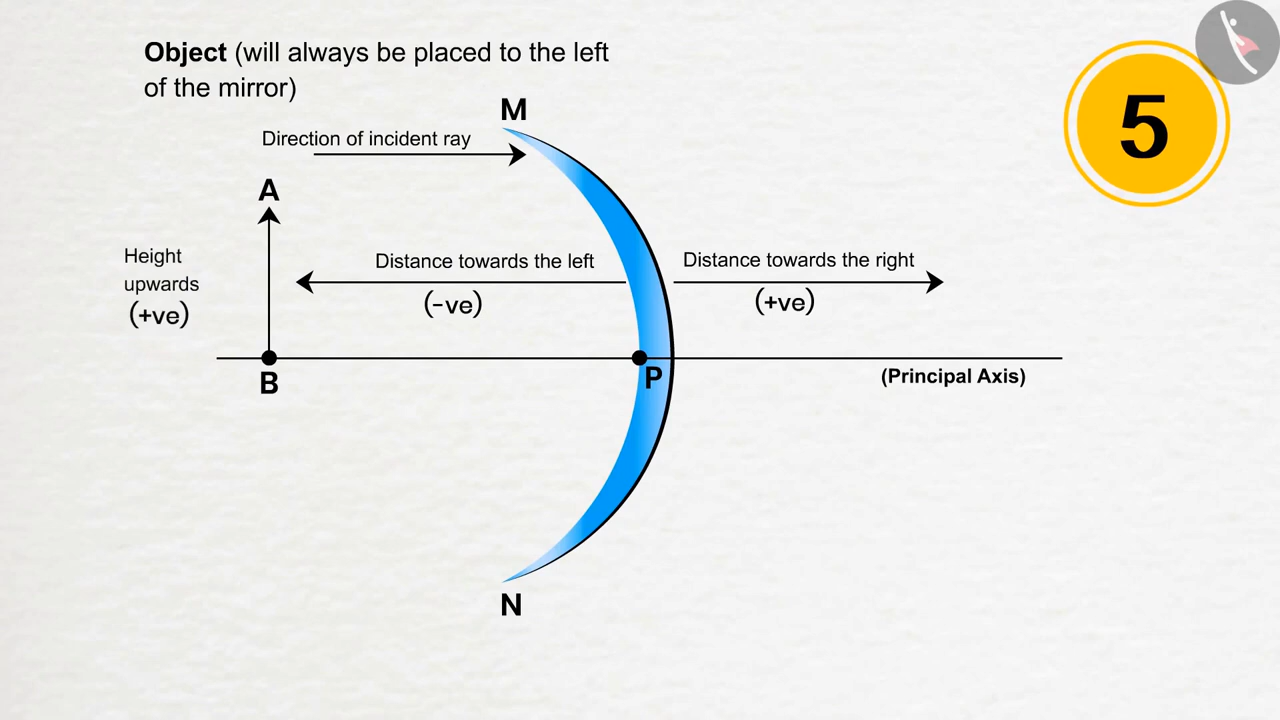 Object (will always be placed to the left
of the mirror)
5
M
Direction of incident ray
A
Height
upwards
(+ve)
Distance towards the left
(-ve)
Distance towards the right
(+ve)
B
P
(Principal Axis)
N